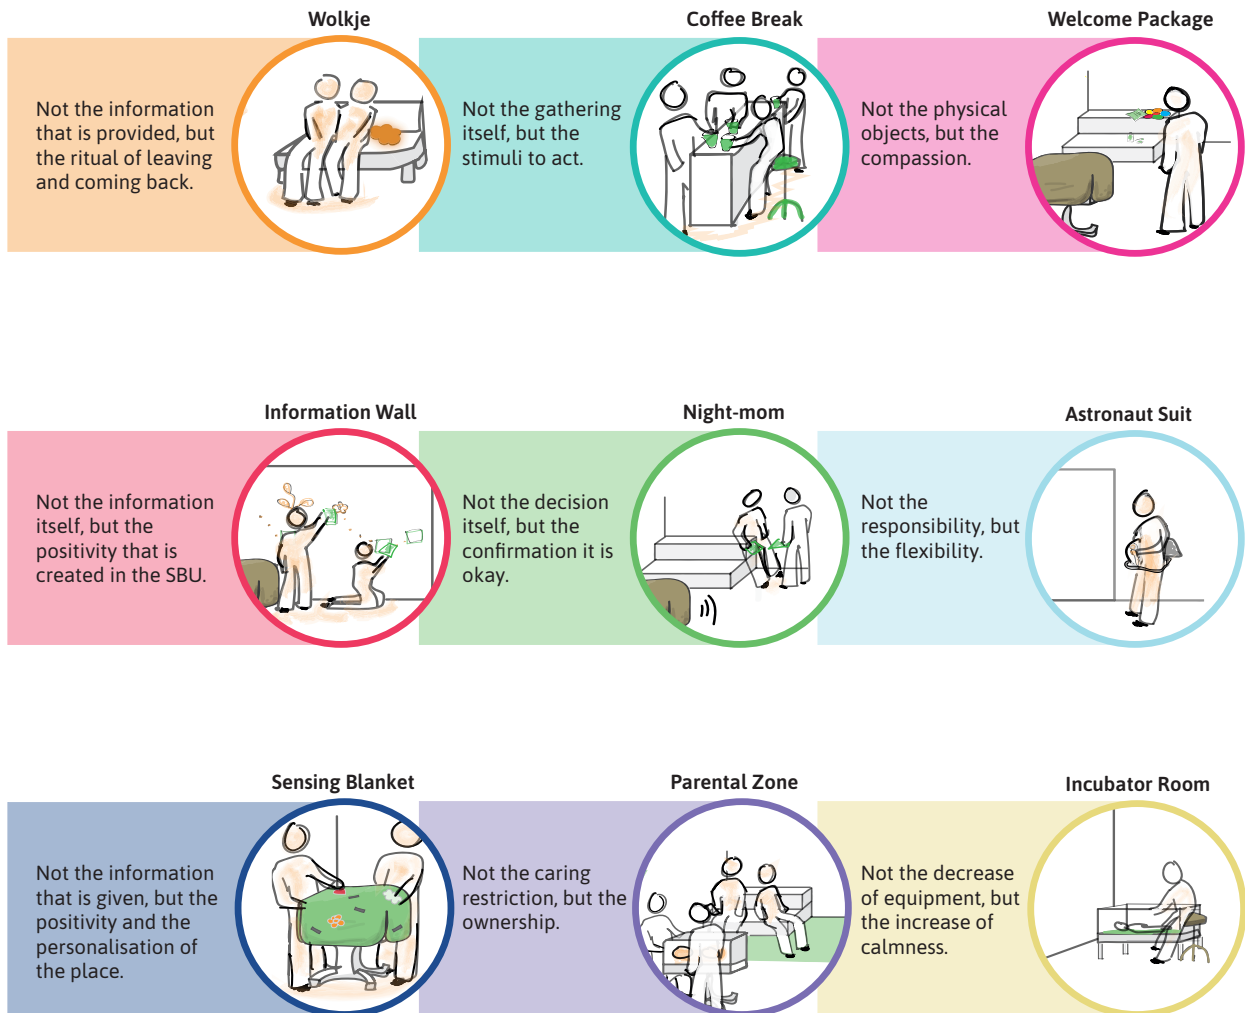 Wolkje
Not the information
that is provided, but
the ritual of leaving
and coming back.
Coffee Break
Not the gathering
itself, but the
stimuli to act.
Welcome Package
Not the physical
objects, but the
compassion.
Information Wall
Not the information
itself, but the
positivity that is
created in the SBU.
Night-mom
Not the decision
itself, but the
confirmation it is
okay.
Astronaut Suit
Not the
responsibility, but
the flexibility.
Sensing Blanket
Not the information
that is given, but the
positivity and the
personalisation of
the place.
Parental Zone
Not the caring
restriction, but the
ownership.
Incubator Room
Not the decrease
of equipment, but
the increase of
calmness.